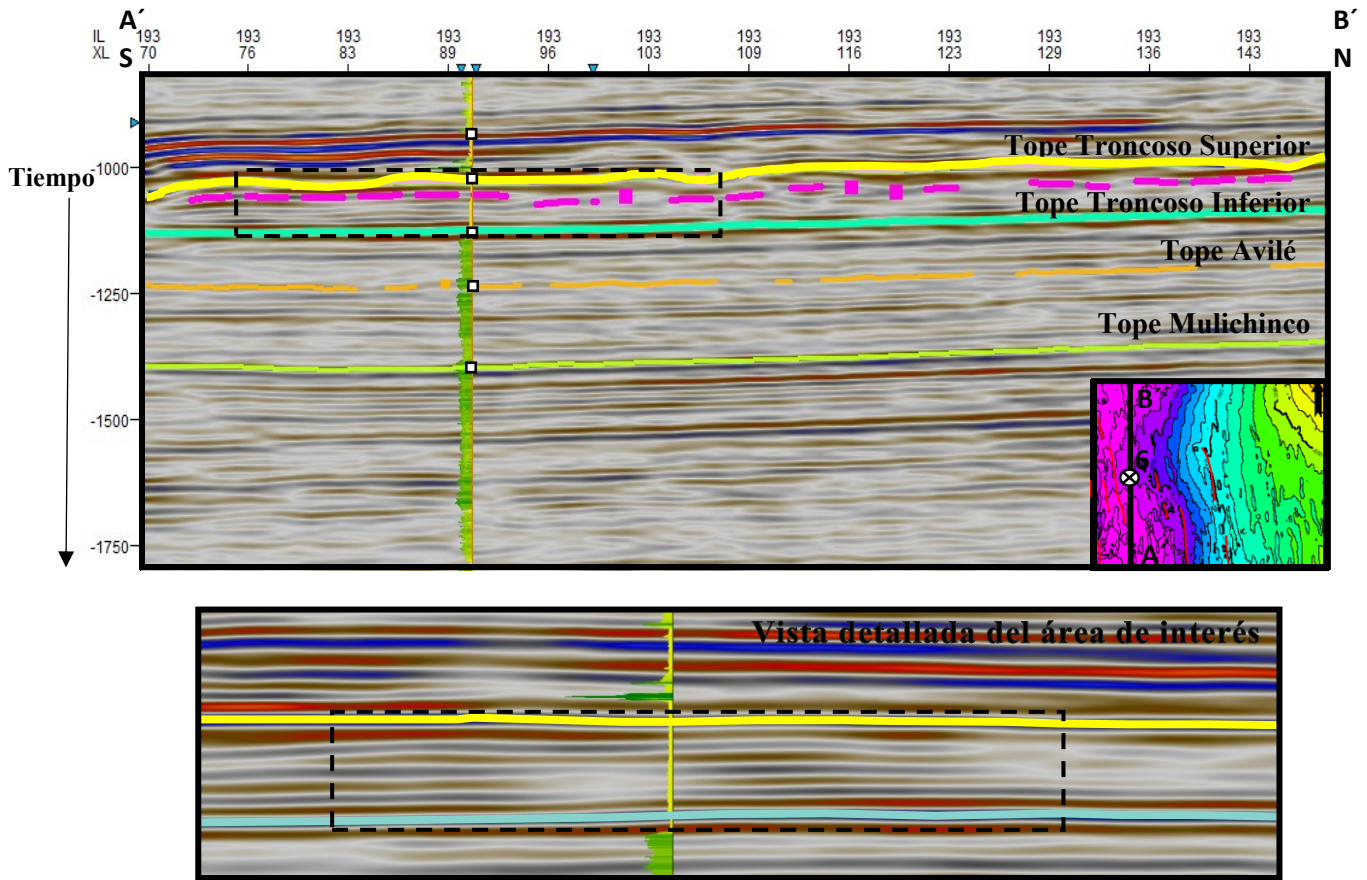 A´ B´
IL 193 193 193 193 193 193 193 193 193 193 193 193
XL 70 76 83 89 96 103 109 116 123 129 136 143
S N
Tope Troncoso Superior
-1000
Tiempo
Tope Troncoso Inferior
Tope Avilé
-1250
Tope Mulichinco
B´
-1500
6
A´
-1750
Vista detallada del área de interés